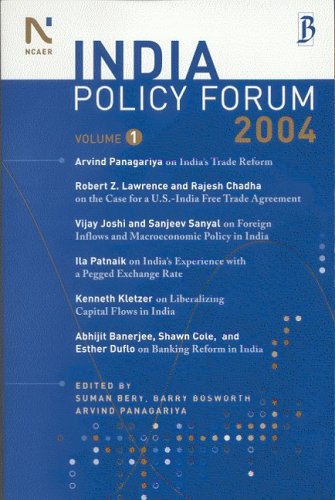 NCAER
B
INDIA
POLICY FORUM
2004
VOLUME 1
Arvind Panagariya on India's Trade Reform
Robert Z. Lawrence and Rajesh Chadha
on the Case for a U.S.-India Free Trade Agreement
Vijay Joshi and Sanjeev Sanyal on Foreign
Inflows and Macroeconomic Policy in India
Ila Patnaik on India's Experience with
a Pegged Exchange Rate
Kenneth Kletzer on Liberalizing
Capital Flows in India
Abhijit Banerjee, Shawn Cole, and
Esther Duflo on Banking Reform in India
EDITED BY
SUMAN BERY, BARRY BOSWORTH
ARVIND PANAGARIYA